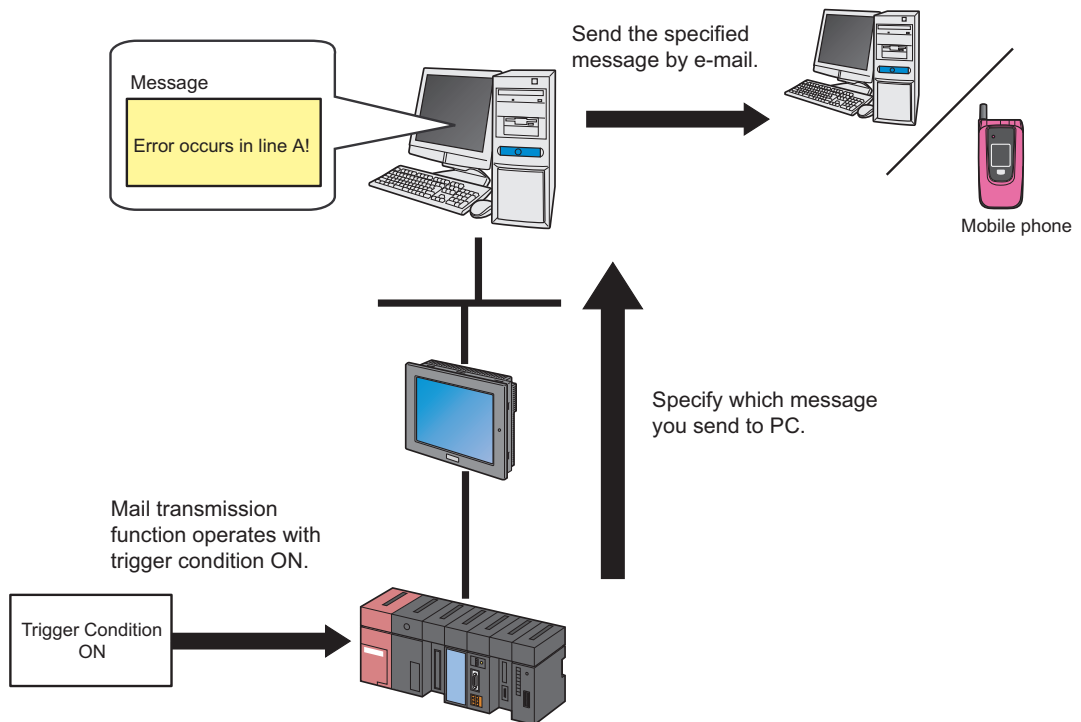 Send the specified
message by e-mail.
Message
Error occurs in line A!
Mobile phone
Specify which message
you send to PC.
Mail transmission
function operates with
trigger condition ON.
Trigger Condition
ON